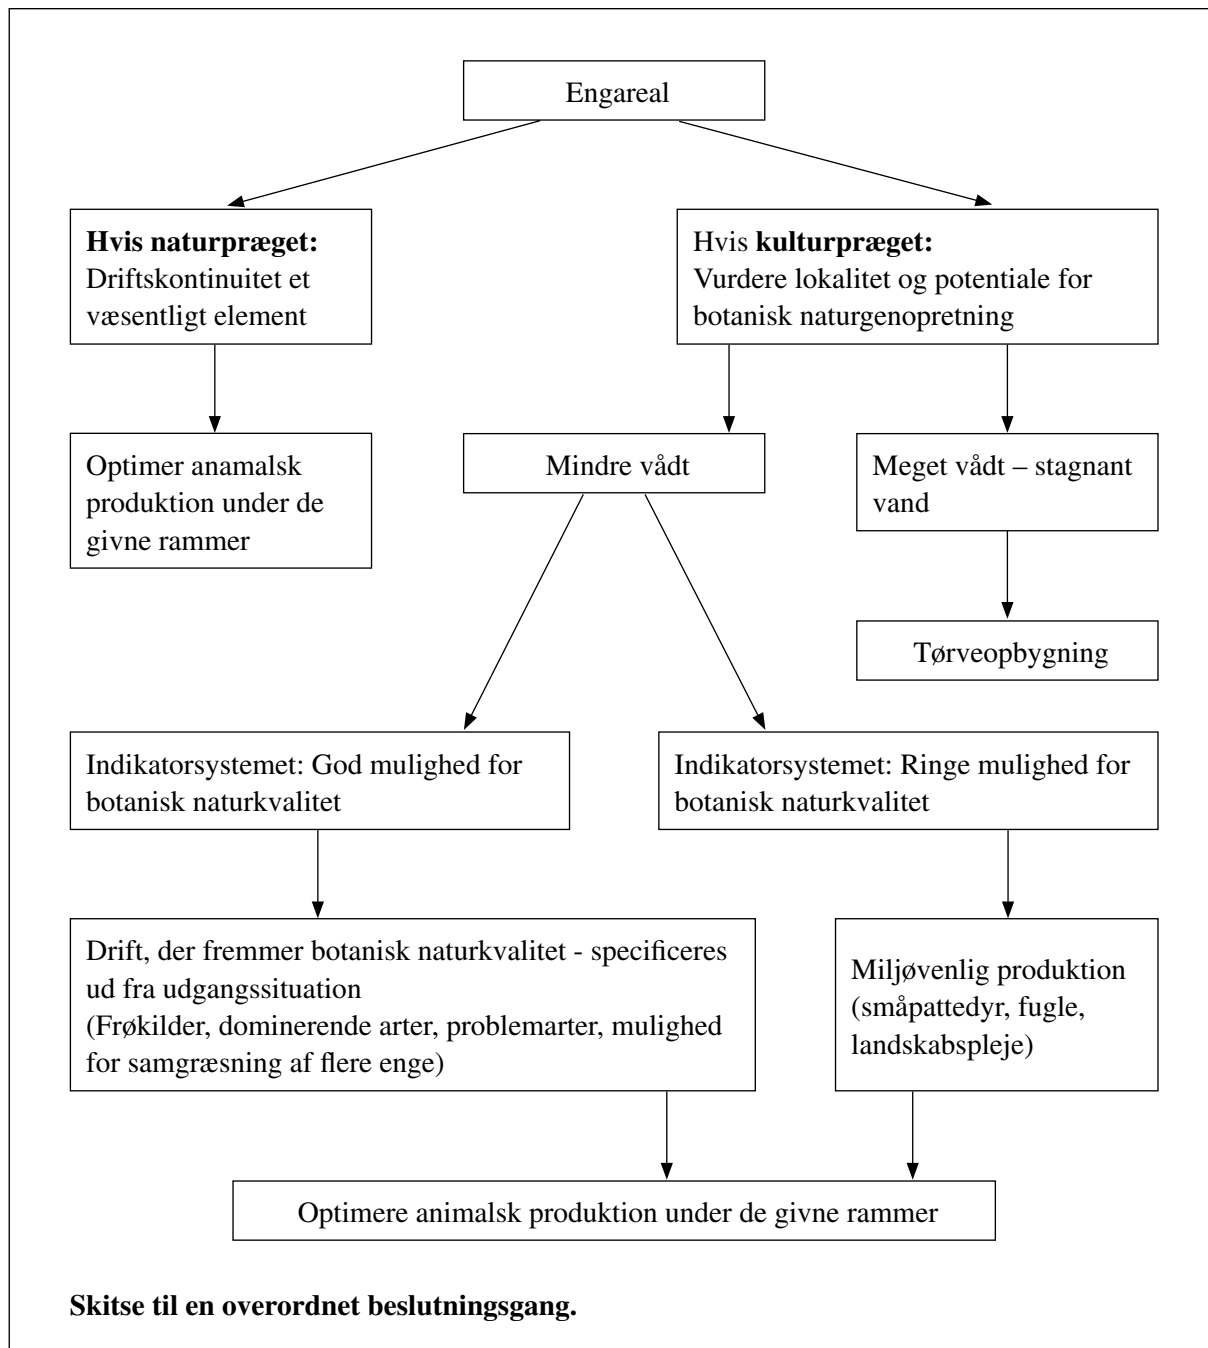 Engareal
Hvis naturpræget:
Driftskontinuitet et
væsentligt element
Hvis kulturpræget:
Vurdere lokalitet og potentiale for
botanisk naturgenopretning
Optimer anamalsk
produktion under de
givne rammer
Mindre vådt
Meget vådt – stagnant
vand
Tørveopbygning
Indikatorsystemet: God mulighed for
botanisk naturkvalitet
Indikatorsystemet: Ringe mulighed for
botanisk naturkvalitet
Drift, der fremmer botanisk naturkvalitet - specificeres
ud fra udgangssituation
(Frøkilder, dominerende arter, problemarter, mulighed
for samgræsning af flere enge)
Miljøvenlig produktion
(småpattedyr, fugle,
landskabspleje)
Optimere animalsk produktion under de givne rammer
Skitse til en overordnet beslutningsgang.